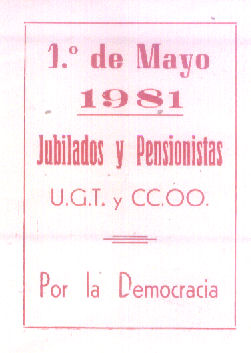 1.º de Mayo
1981
Jubilados y Pensionistas
U.G.T. y CC.OO.
Por la Democracia